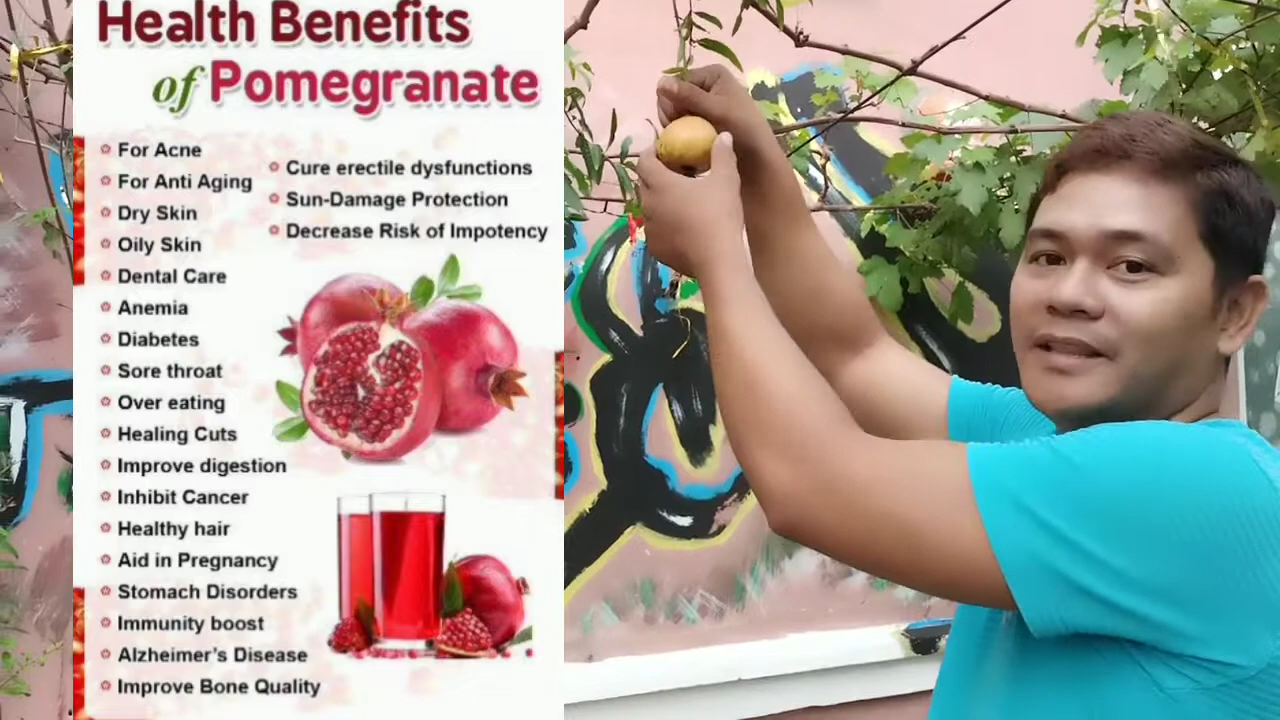 Health Benefits
of Pomegranate
For Acne
For Anti Aging
Dry Skin
Oily Skin
Dental Care
Anemia
Diabetes
Sore throat
Over eating
Healing Cuts
Improve digestion
Inhibit Cancer
Healthy hair
Aid in Pregnancy
Stomach Disorders
Immunity boost
Alzheimer's Disease
Improve Bone Quality
Cure erectile dysfunctions
Sun-Damage Protection
Decrease Risk of Impotency